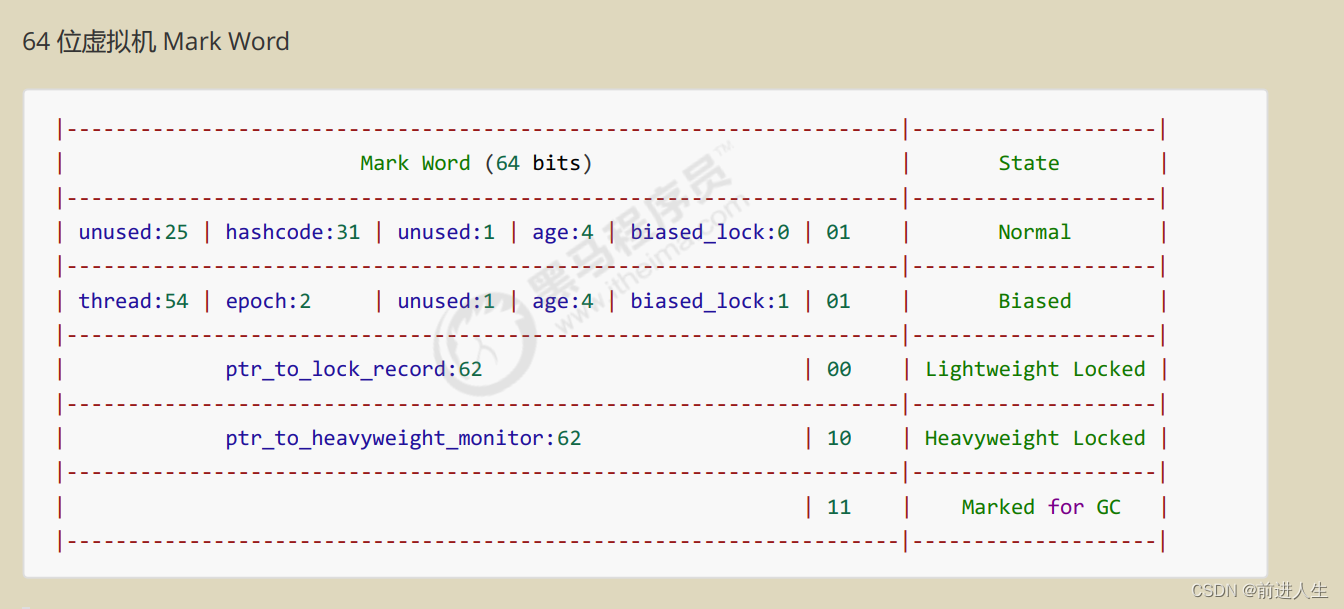 64 位虚拟机 Mark Word
|--------------------------------------------------------------------|--------------------|
| Mark Word (64 bits) | State |
|--------------------------------------------------------------------|--------------------|
| unused:25 | hashcode:31 | unused:1 | age:4 | biased_lock:0 | 01 | Normal |
|--------------------------------------------------------------------|--------------------|
| thread:54 | epoch:2 | unused:1 | age:4 | biased_lock:1 | 01 | Biased |
|--------------------------------------------------------------------|--------------------|
| ptr_to_lock_record:62 | 00 | Lightweight Locked |
|--------------------------------------------------------------------|--------------------|
| ptr_to_heavyweight_monitor:62 | 10 | Heavyweight Locked |
|--------------------------------------------------------------------|--------------------|
| | 11 | Marked for GC |
|--------------------------------------------------------------------|--------------------|
黑马程序员™
www.itheima.com
CSDN @前进人生